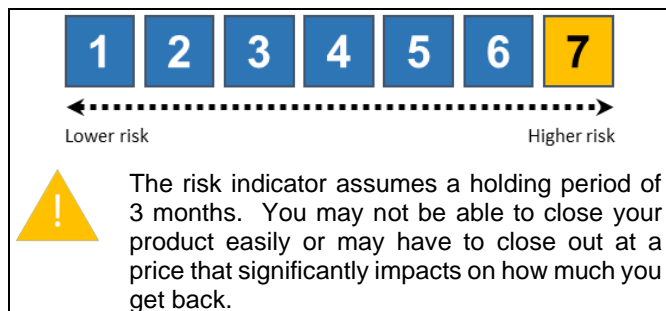 1 2 3 4 5 6 7
Lower risk Higher risk
!
The risk indicator assumes a holding period of
3 months. You may not be able to close your
product easily or may have to close out at a
price that significantly impacts on how much you
get back.